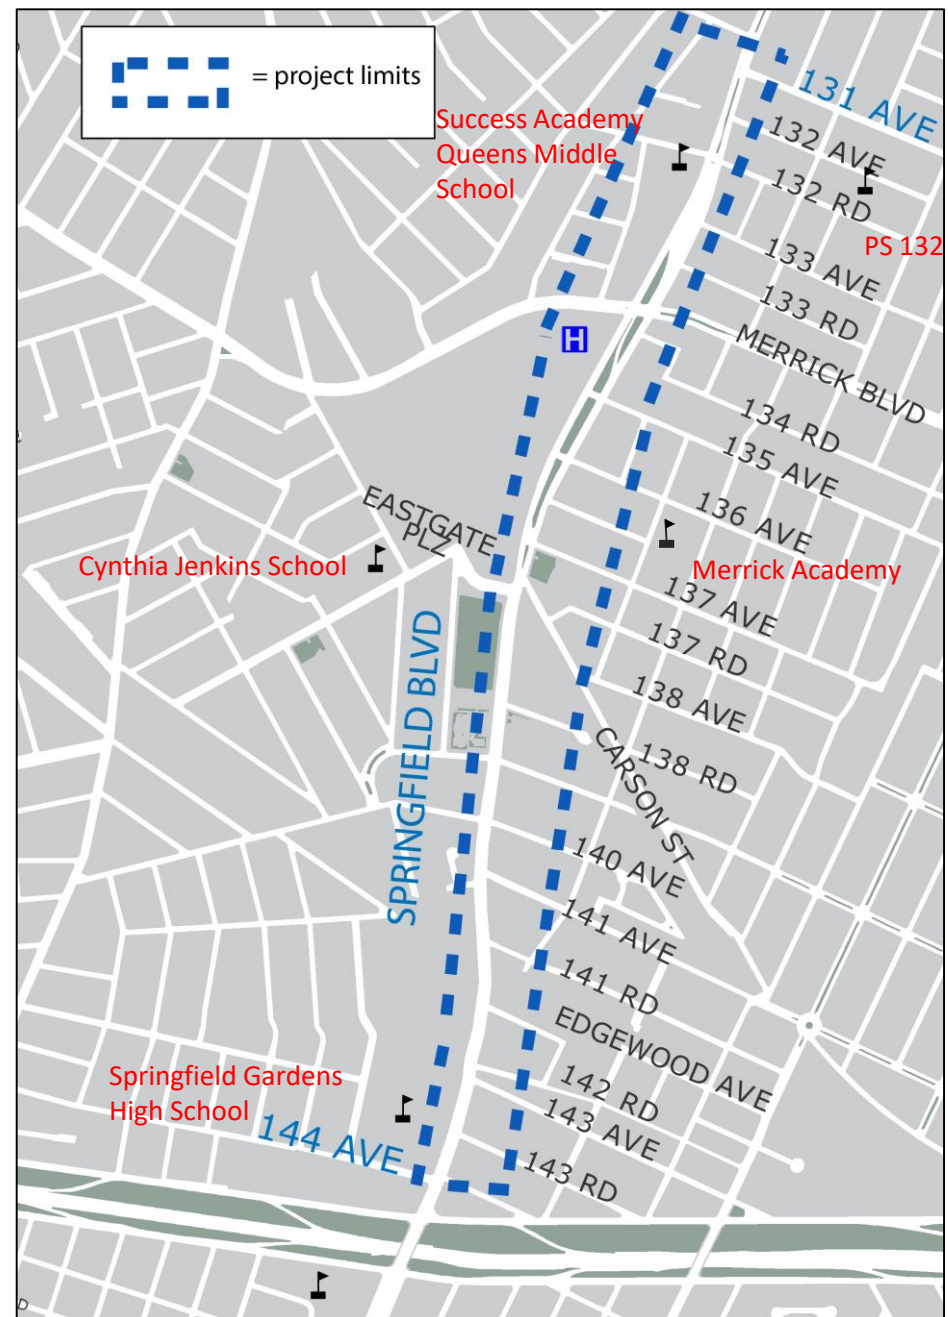 = project limits
131 AVE
Success Academy
Queens Middle
School
132 AVE
132 RD
PS 132
133 AVE
133 RD
MERRICK BLVD
H
134 RD
135 AVE
EASTGATE
PLZ
136 AVE
Cynthia Jenkins School
Merrick Academy
137 AVE
137 RD
SPRINGFIELD BLVD
138 AVE
138 RD
CARSON ST
140 AVE
141 AVE
141 RD
EDGEWOOD AVE
Springfield Gardens
High School
142 RD
144 AVE
143 AVE
143 RD